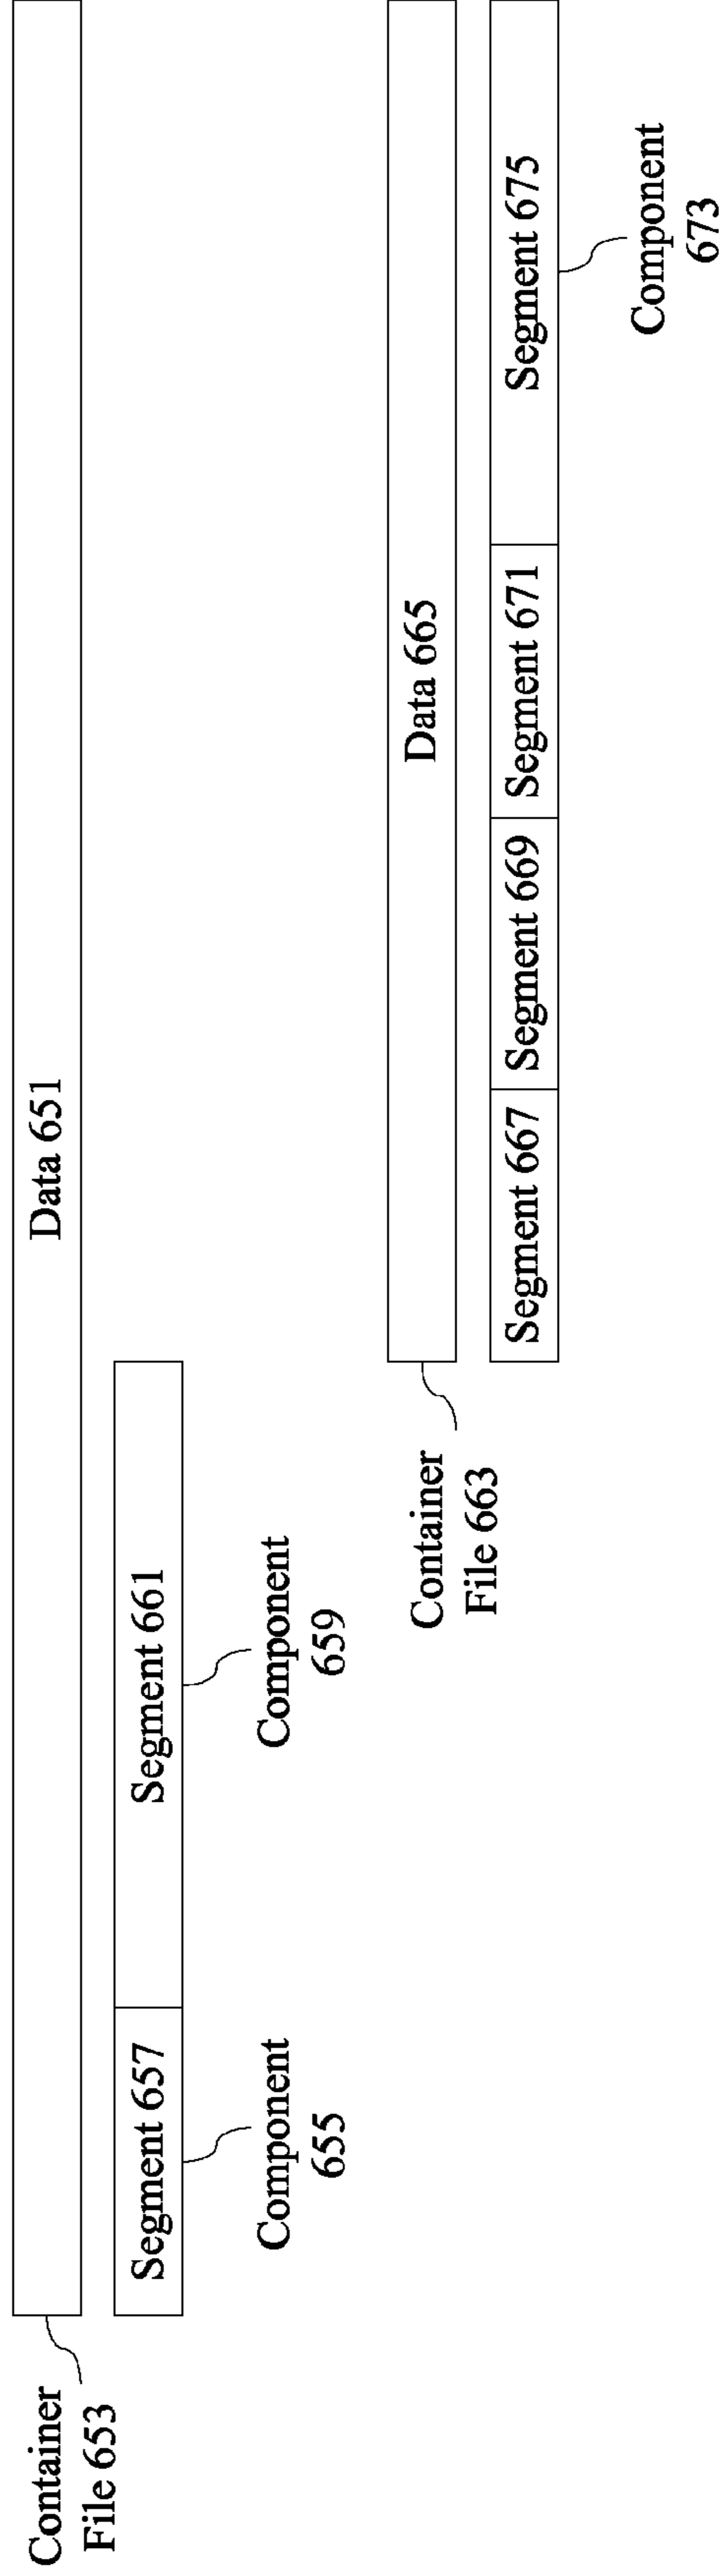 Data 651
Container
File 653
Segment 657
Segment 661
Component
655
Component
659
Data 665
Container
File 663
Segment 667
Segment 669
Segment 671
Segment 675
Component
673